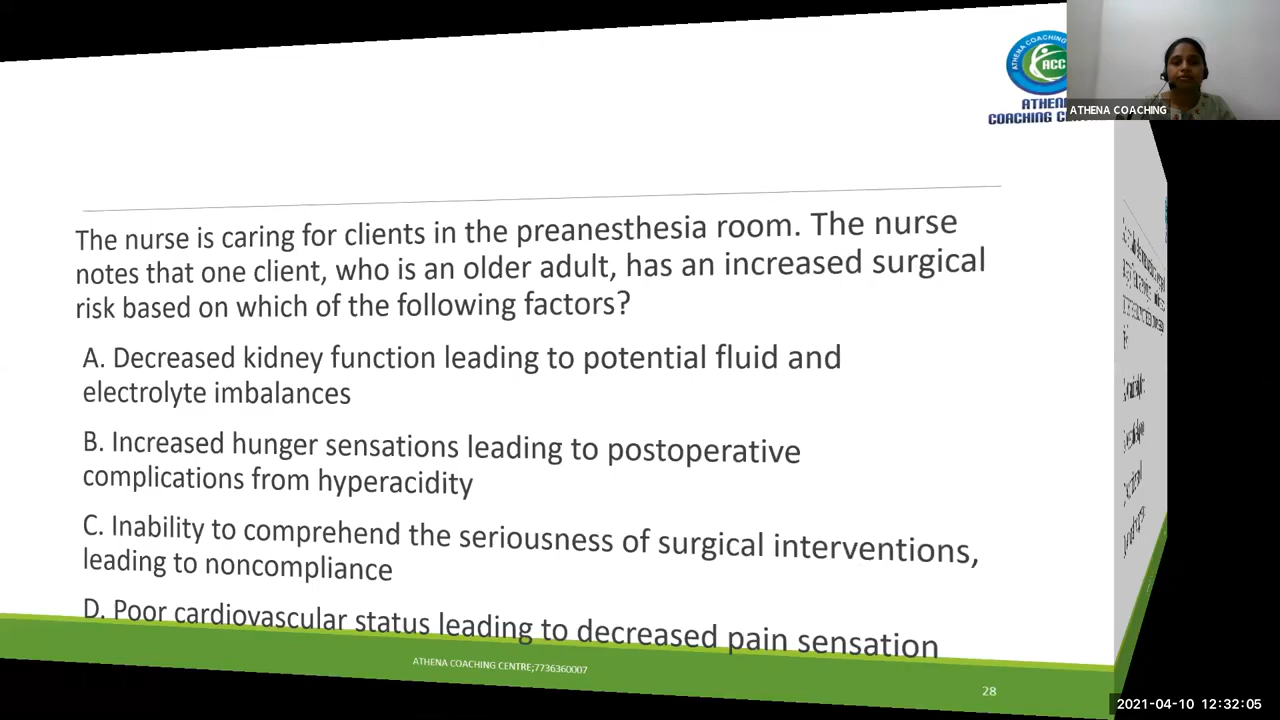 ATHENA COACHING
ACC
ATHENA COACHING
COACHING
The nurse is caring for clients in the preanesthesia room. The nurse
notes that one client, who is an older adult, has an increased surgical
risk based on which of the following factors?
A. Decreased kidney function leading to potential fluid and
electrolyte imbalances
B. Increased hunger sensations leading to postoperative
complications from hyperacidity
C. Inability to comprehend the seriousness of surgical interventions,
leading to noncompliance
D. Poor cardiovascular status leading to decreased pain sensation
ATHENA COACHING CENTRE;7736360007
28
2021-04-10 12:32:05